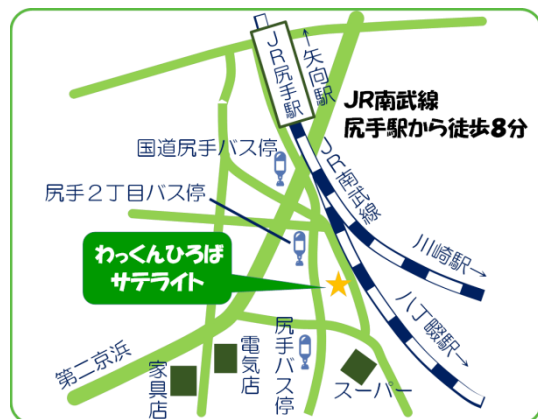 JR尻手駅
←矢向駅
JR南武線
尻手駅から徒歩8分
国道尻手バス停
JR南武線
尻手2丁目バス停
川崎駅→
わっくんひろば
サテライト
八丁畷駅→
第二京浜
家具店
電気店
尻手バス停
スーパー